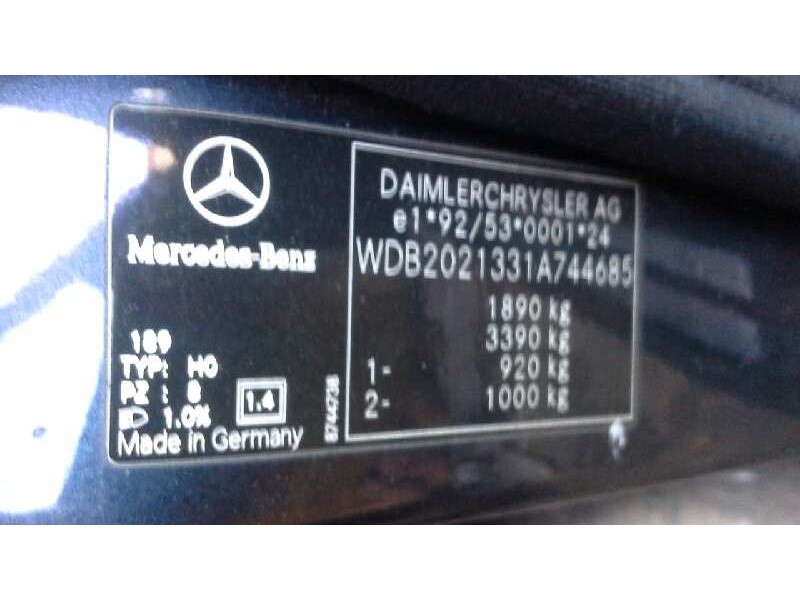 Mercedes-Benz
189
TYP: HO
PZ : 8
1.0%
1.4
Made in Germany
DAIMLERCHRYSLER AG
e1*92/53*0001*24
WDB2021331A744685
1890 kg
3390 kg
1- 920 kg
2- 1000 kg